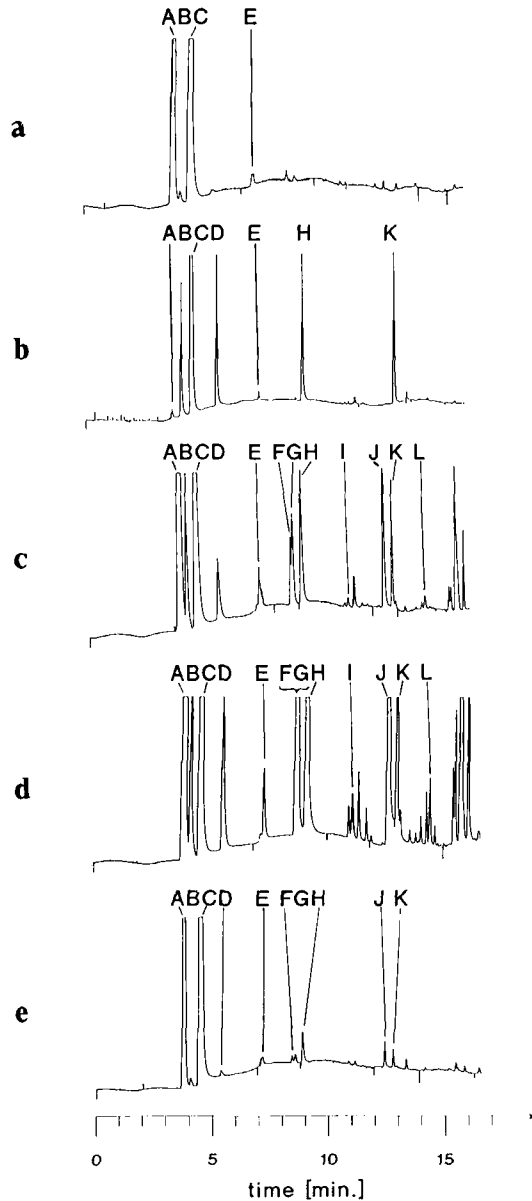 ABC E
a
ABCD E H K
b
ABCD E FGH I J K L
c
ABCD E FGH I J K L
d
ABCD E FGH J K
e
0 5 10 15
time [min.]